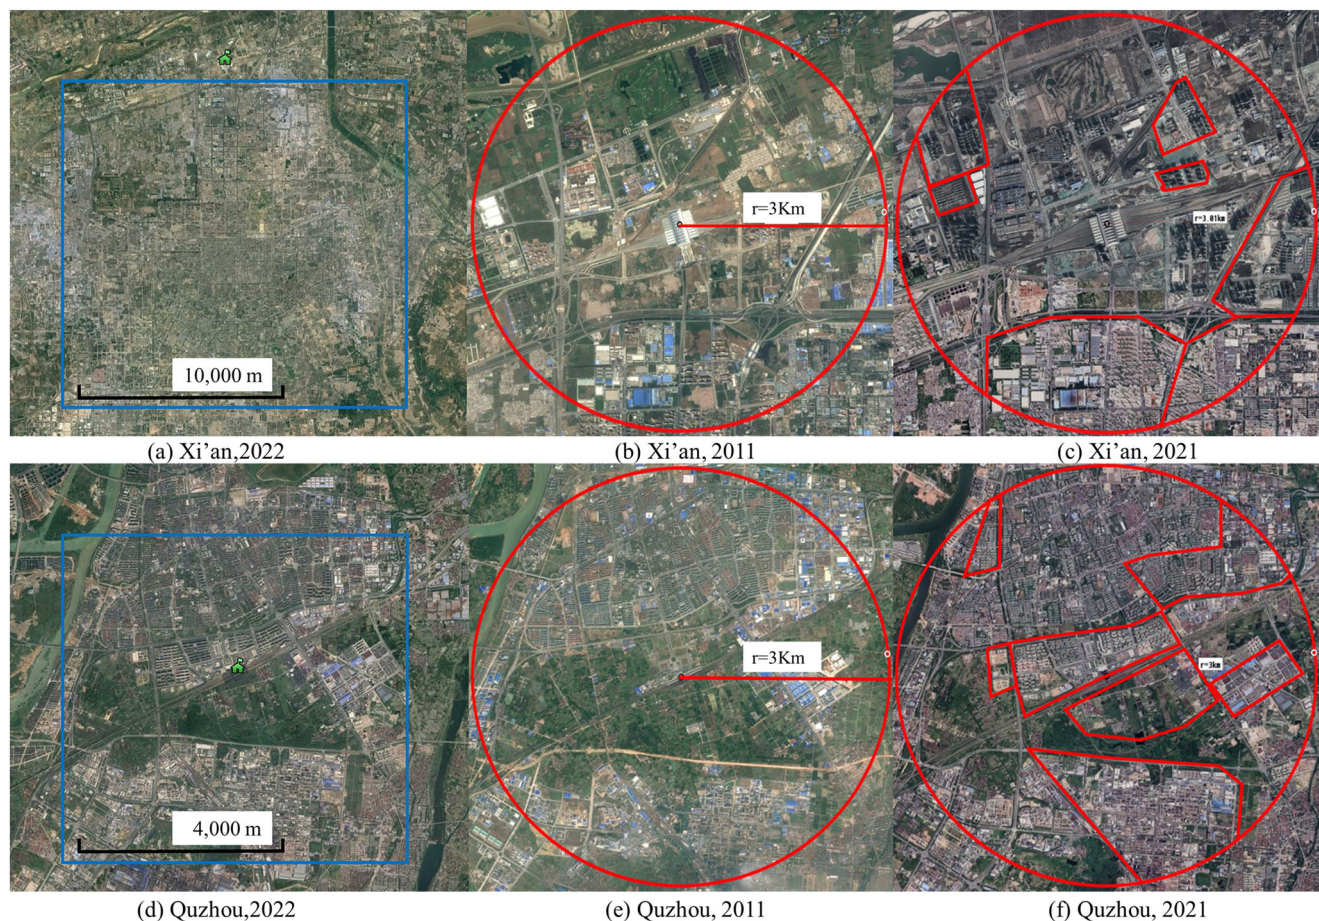 10,000 m
r=3Km
r=3.01km
(a) Xi’an,2022
(b) Xi’an, 2011
(c) Xi’an, 2021
4,000 m
r=3Km
r=3km
(d) Quzhou,2022
(e) Quzhou, 2011
(f) Quzhou, 2021